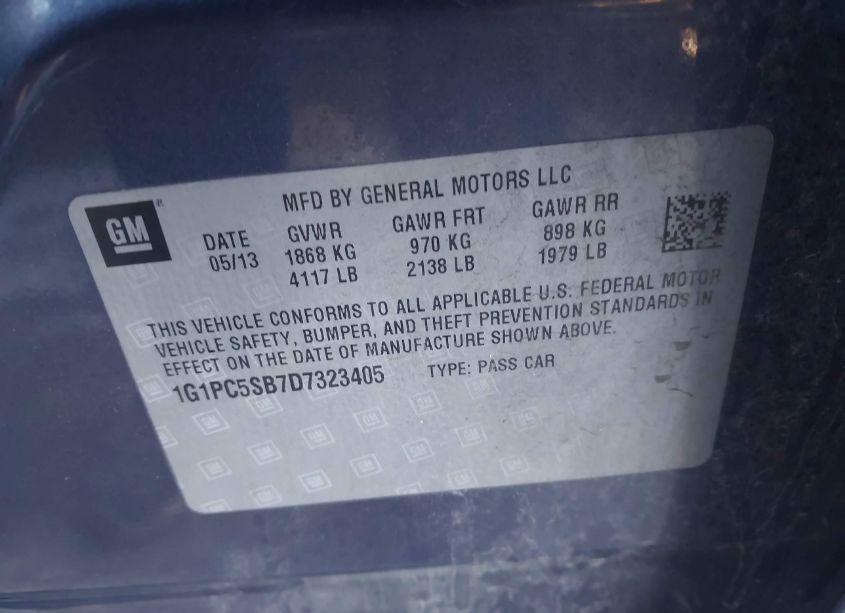 MFD BY GENERAL MOTORS LLC
GM
DATE GVWR GAWR FRT GAWR RR
05/13 1868 KG 970 KG 898 KG
4117 LB 2138 LB 1979 LB
THIS VEHICLE CONFORMS TO ALL APPLICABLE U.S. FEDERAL MOTOR
VEHICLE SAFETY, BUMPER, AND THEFT PREVENTION STANDARDS IN
EFFECT ON THE DATE OF MANUFACTURE SHOWN ABOVE.
1G1PC5SB7D7323405 TYPE: PASS CAR